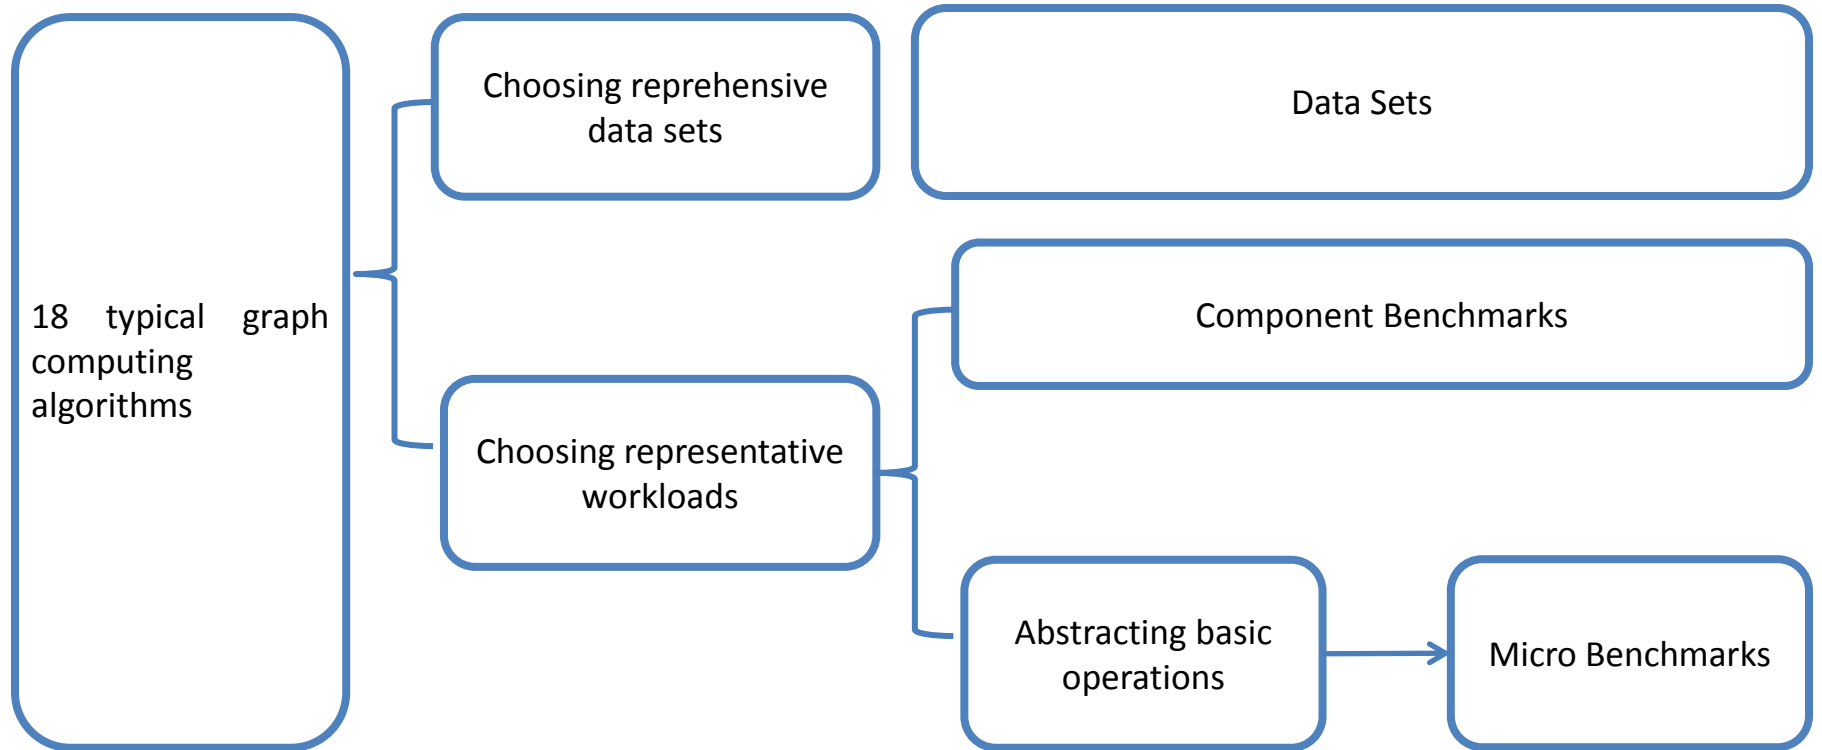 18 typical graph
computing
algorithms
Choosing reprehensive
data sets
Data Sets
Choosing representative
workloads
Component Benchmarks
Abstracting basic
operations
Micro Benchmarks